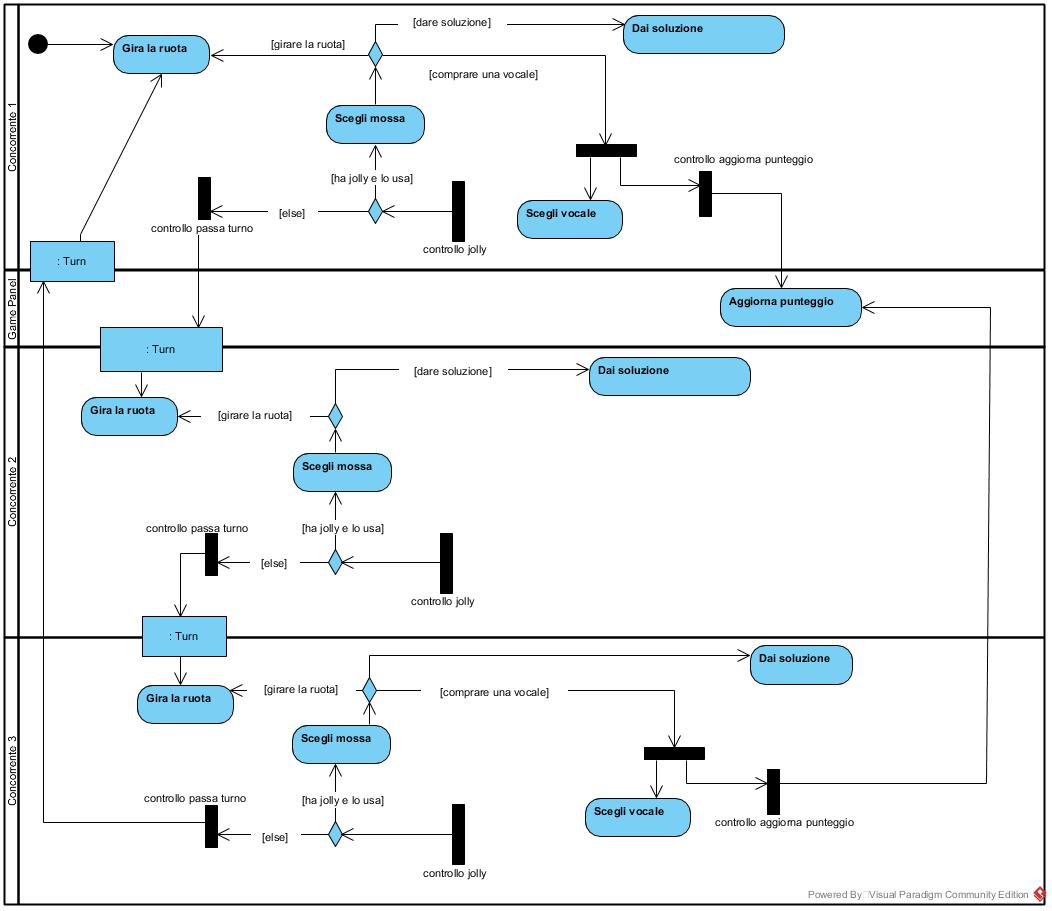 Concorrente 1
[dare soluzione]
Dai soluzione
Gira la ruota
[girare la ruota]
[comprare una vocale]
Scegli mossa
controllo aggiorna punteggio
[ha jolly e lo usa]
[else]
Scegli vocale
controllo passa turno
controllo jolly
: Turn
Game Panel
Aggiorna punteggio
: Turn
Concorrente 2
[dare soluzione]
Dai soluzione
Gira la ruota
[girare la ruota]
Scegli mossa
controllo passa turno
[ha jolly e lo usa]
[else]
controllo jolly
: Turn
Concorrente 3
Dai soluzione
Gira la ruota
[girare la ruota]
[comprare una vocale]
Scegli mossa
controllo passa turno
[ha jolly e lo usa]
[else]
Scegli vocale
controllo aggiorna punteggio
controllo jolly
Powered By Visual Paradigm Community Edition